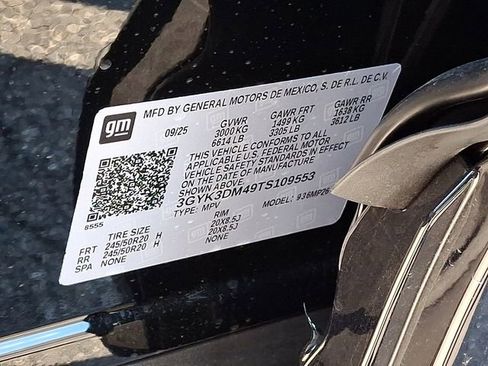 gm
MFD BY GENERAL MOTORS DE MEXICO, S. DE R.L. DE C.V.
09/25 GVWR GAWR FRT GAWR RR
3000 KG 1499 KG 1638 KG
6614 LB 3305 LB 3612 LB
THIS VEHICLE CONFORMS TO ALL
APPLICABLE U.S. FEDERAL MOTOR
VEHICLE SAFETY STANDARDS IN EFFECT
ON THE DATE OF MANUFACTURE
SHOWN ABOVE.
3GYK3DM49TS109553
TYPE: MPV MODEL: 936MP26
8555
TIRE SIZE RIM
FRT 245/50R20 H 20X8.5J
RR 245/50R20 H 20X8.5J
SPA NONE NONE